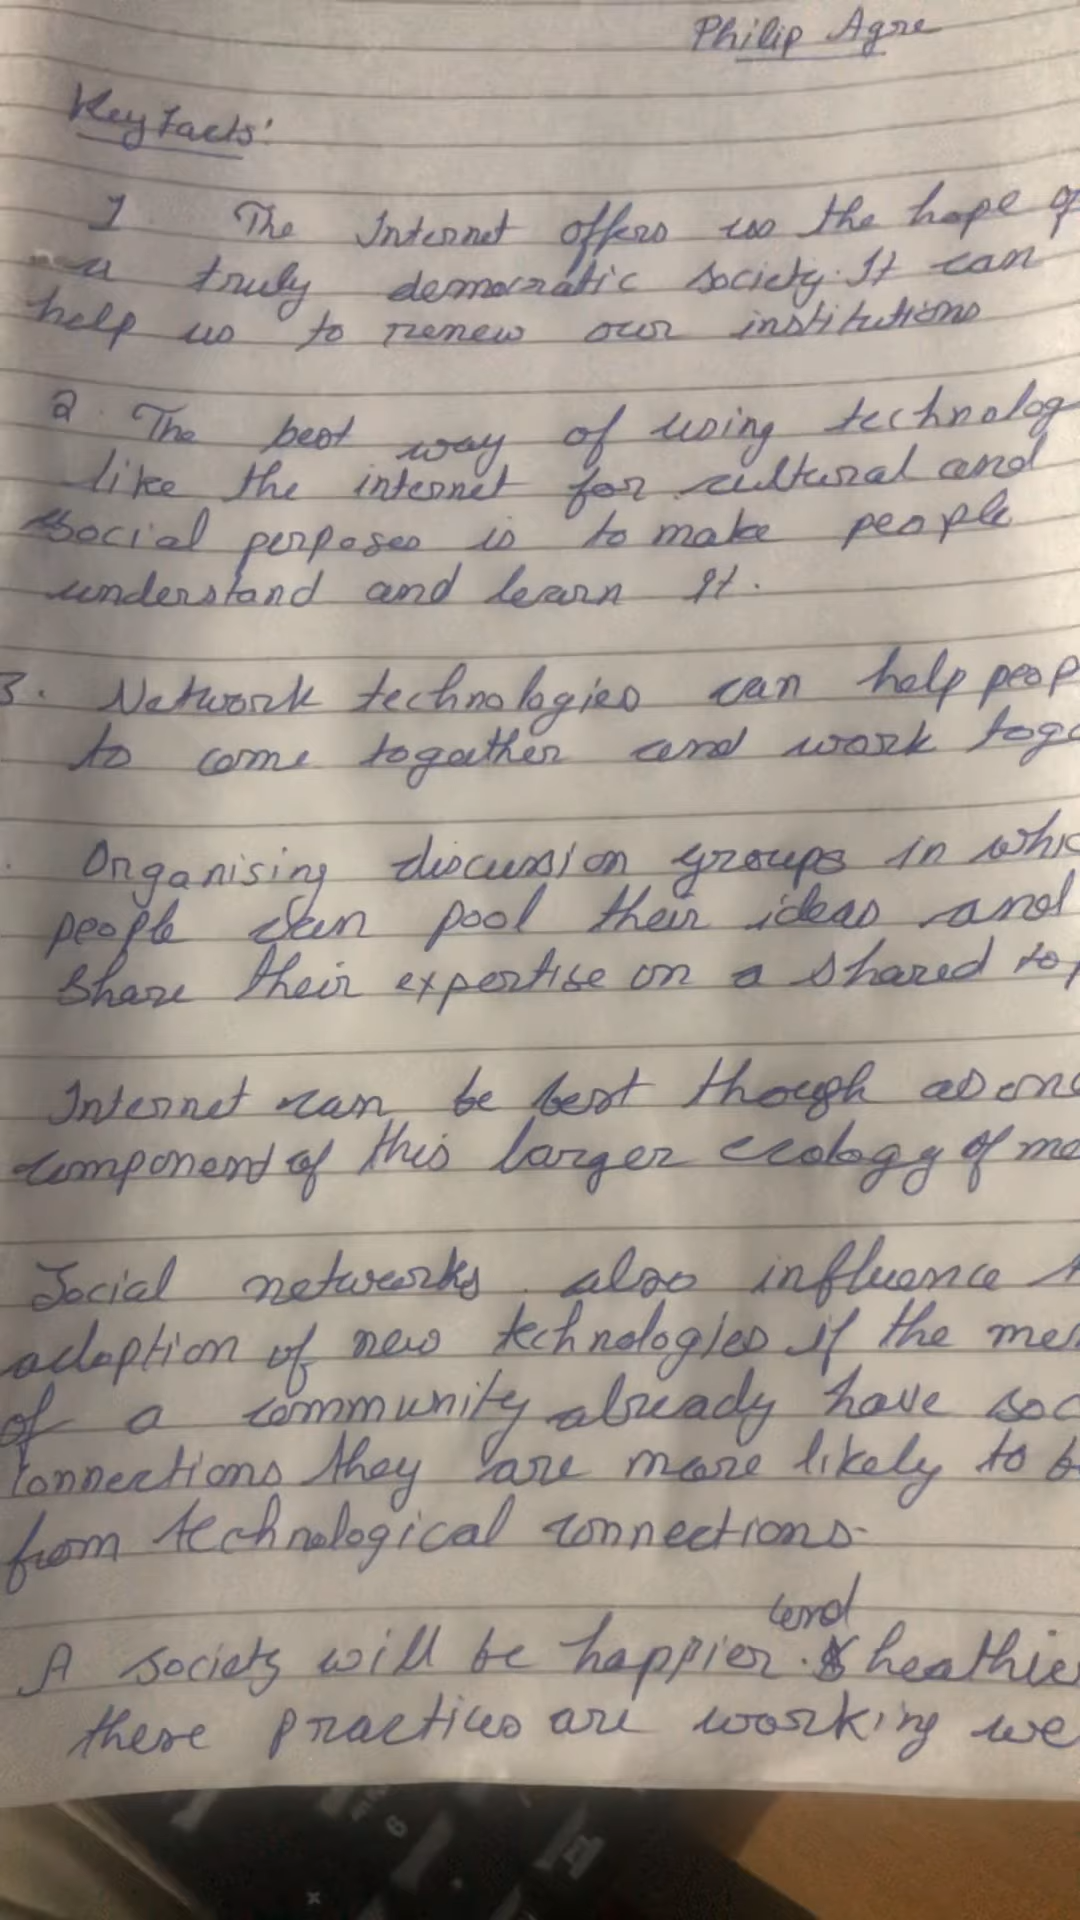 Philip Agre
Key Facts:
1 The Internet offers us the hope of
a truly democratic society. It can
help us to renew our institutions
2. The best way of using technolog
like the internet for cultural and
social perposes is to make people
understand and learn it.
3. Network technologies can help peop
to come together and work toge
Organising discussion groups in whic
people can pool their ideas and
share their expertise on a shared top
Internet can be best though as one
component of this larger ecology of me
Social networks also influence t
adoption of new technologies if the mem
of a community already have soc
connections they are more likely to b
from technological connections.
and
A society will be happier. heathier
these practices are working we